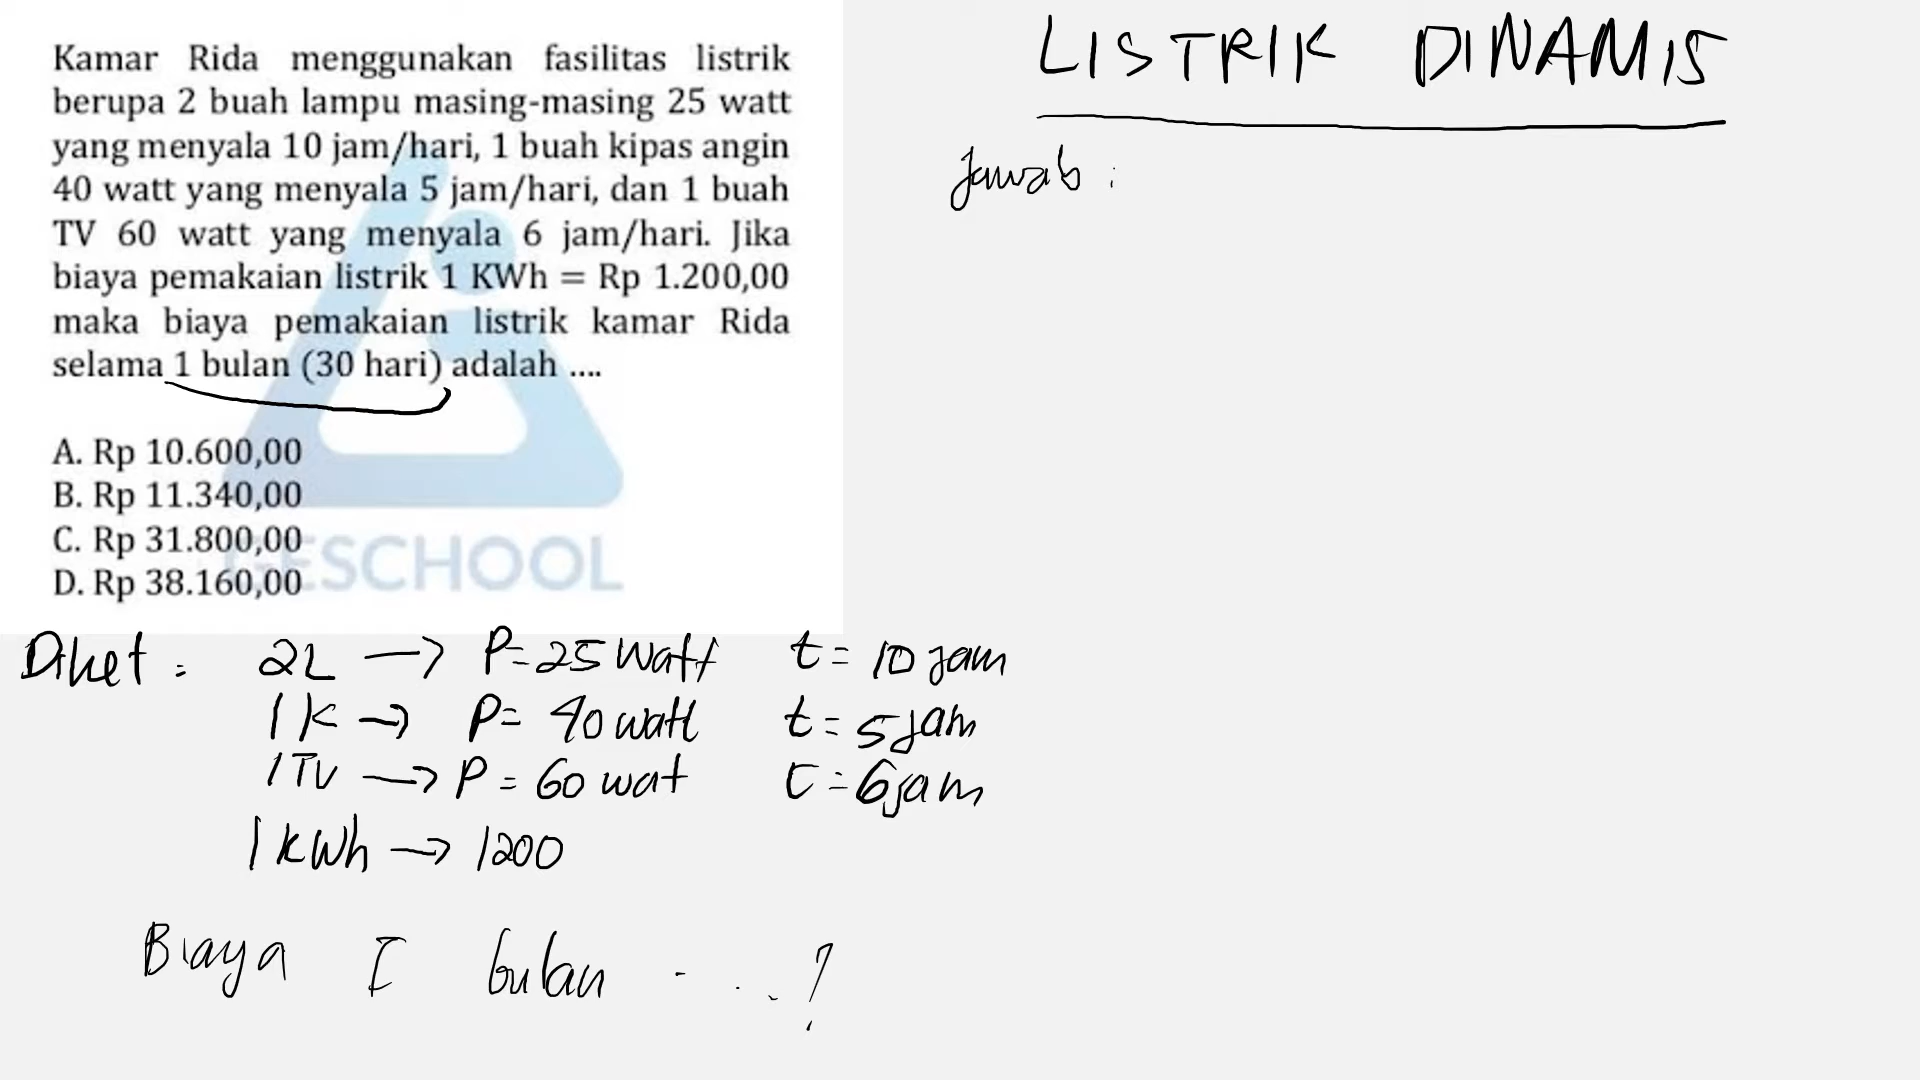 Kamar Rida menggunakan fasilitas listrik
berupa 2 buah lampu masing-masing 25 watt
yang menyala 10 jam/hari, 1 buah kipas angin
40 watt yang menyala 5 jam/hari, dan 1 buah
TV 60 watt yang menyala 6 jam/hari. Jika
biaya pemakaian listrik 1 KWh = Rp 1.200,00
maka biaya pemakaian listrik kamar Rida
selama 1 bulan (30 hari) adalah ....
A. Rp 10.600,00
B. Rp 11.340,00
C. Rp 31.800,00
D. Rp 38.160,00
GESCHOOL
LISTRIK DINAMIS
Jawab :
Diket : 2L → P=25 watt t = 10 jam
1 K → P= 40 watt t = 5 jam
1 TV → P = 60 wat t = 6 jam
1 kWh → 1200
Biaya I bulan ....?